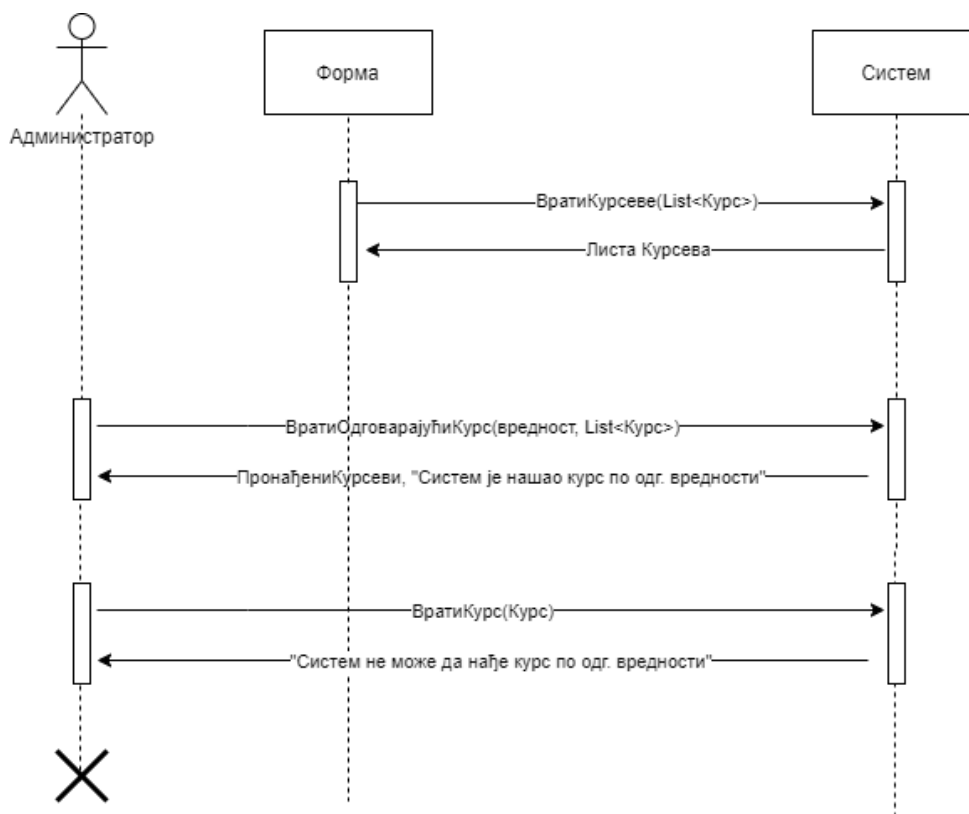 Форма
Систем
Администратор
ВратиКурсеве(List<Курс>)
Листа Курсева
ВратиОдговарајућиКурс(вредност, List<Курс>)
ПронађениКурсеви, "Систем је нашао курс по одг. вредности"
ВратиКурс(Курс)
"Систем не може да нађе курс по одг. вредности"